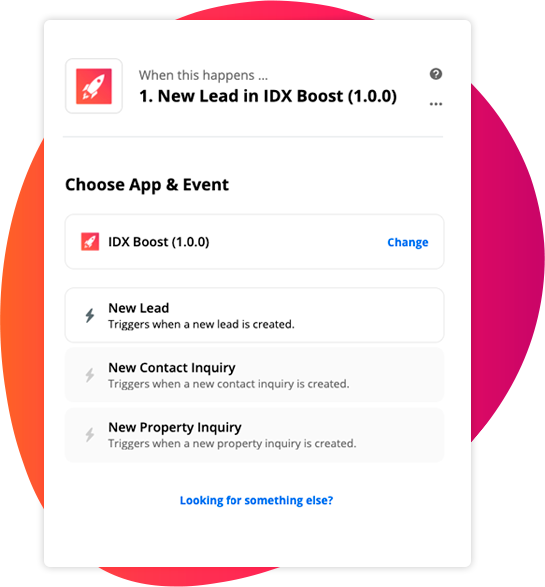 When this happens ...
1. New Lead in IDX Boost (1.0.0)
?
...
Choose App & Event
IDX Boost (1.0.0)
Change
New Lead
Triggers when a new lead is created.
New Contact Inquiry
Triggers when a new contact inquiry is created.
New Property Inquiry
Triggers when a new property inquiry is created.
Looking for something else?